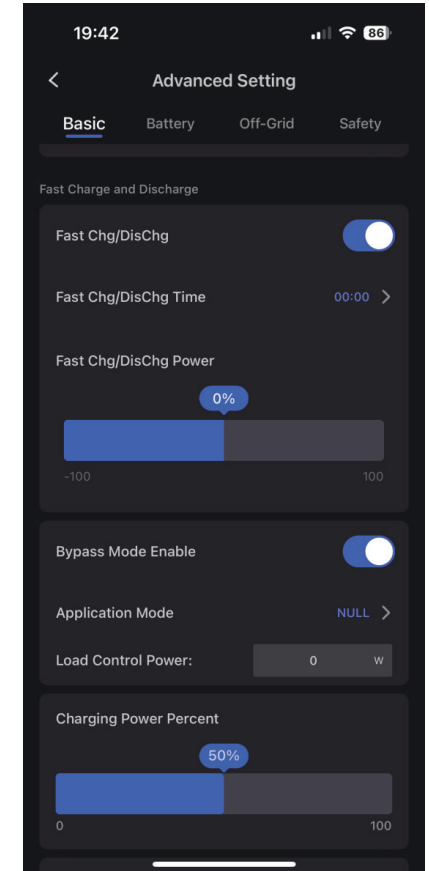 19:42
86
Advanced Setting
Basic
Battery
Off-Grid
Safety
Fast Charge and Discharge
Fast Chg/DisChg
Fast Chg/DisChg Time
00:00
Fast Chg/DisChg Power
0%
-100
100
Bypass Mode Enable
Application Mode
NULL
Load Control Power:
0
W
Charging Power Percent
50%
0
100